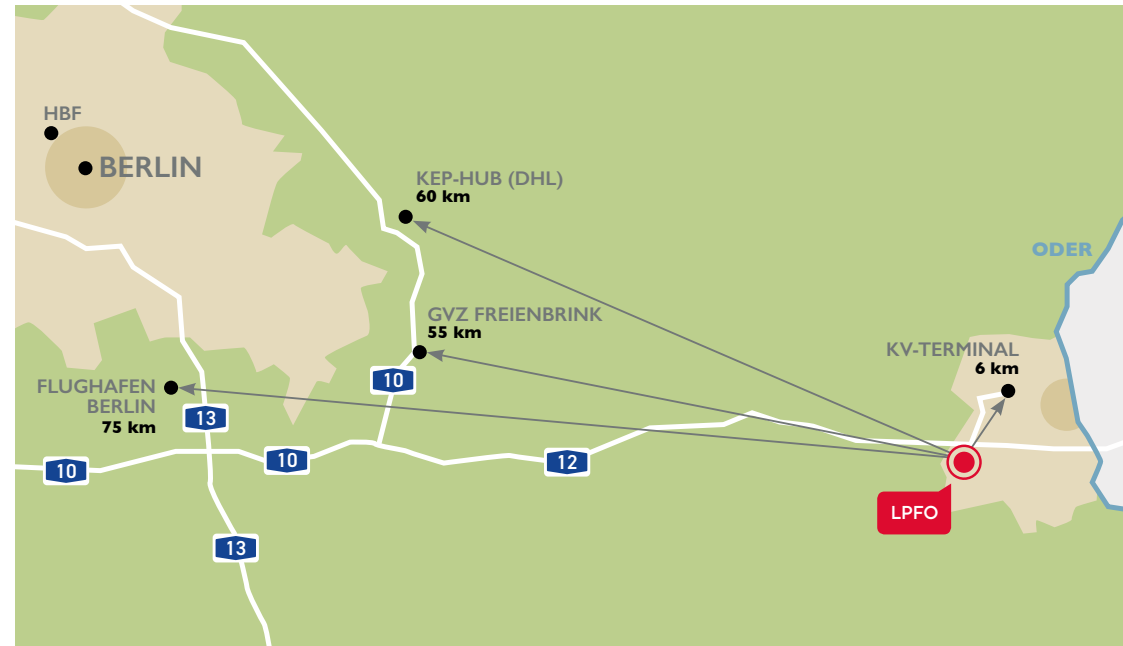 HBF
BERLIN
KEP-HUB (DHL)
60 km
ODER
GVZ FREIENBRINK
55 km
KV-TERMINAL
6 km
FLUGHAFEN
BERLIN
75 km
10
13
10
10
12
LPFO
13